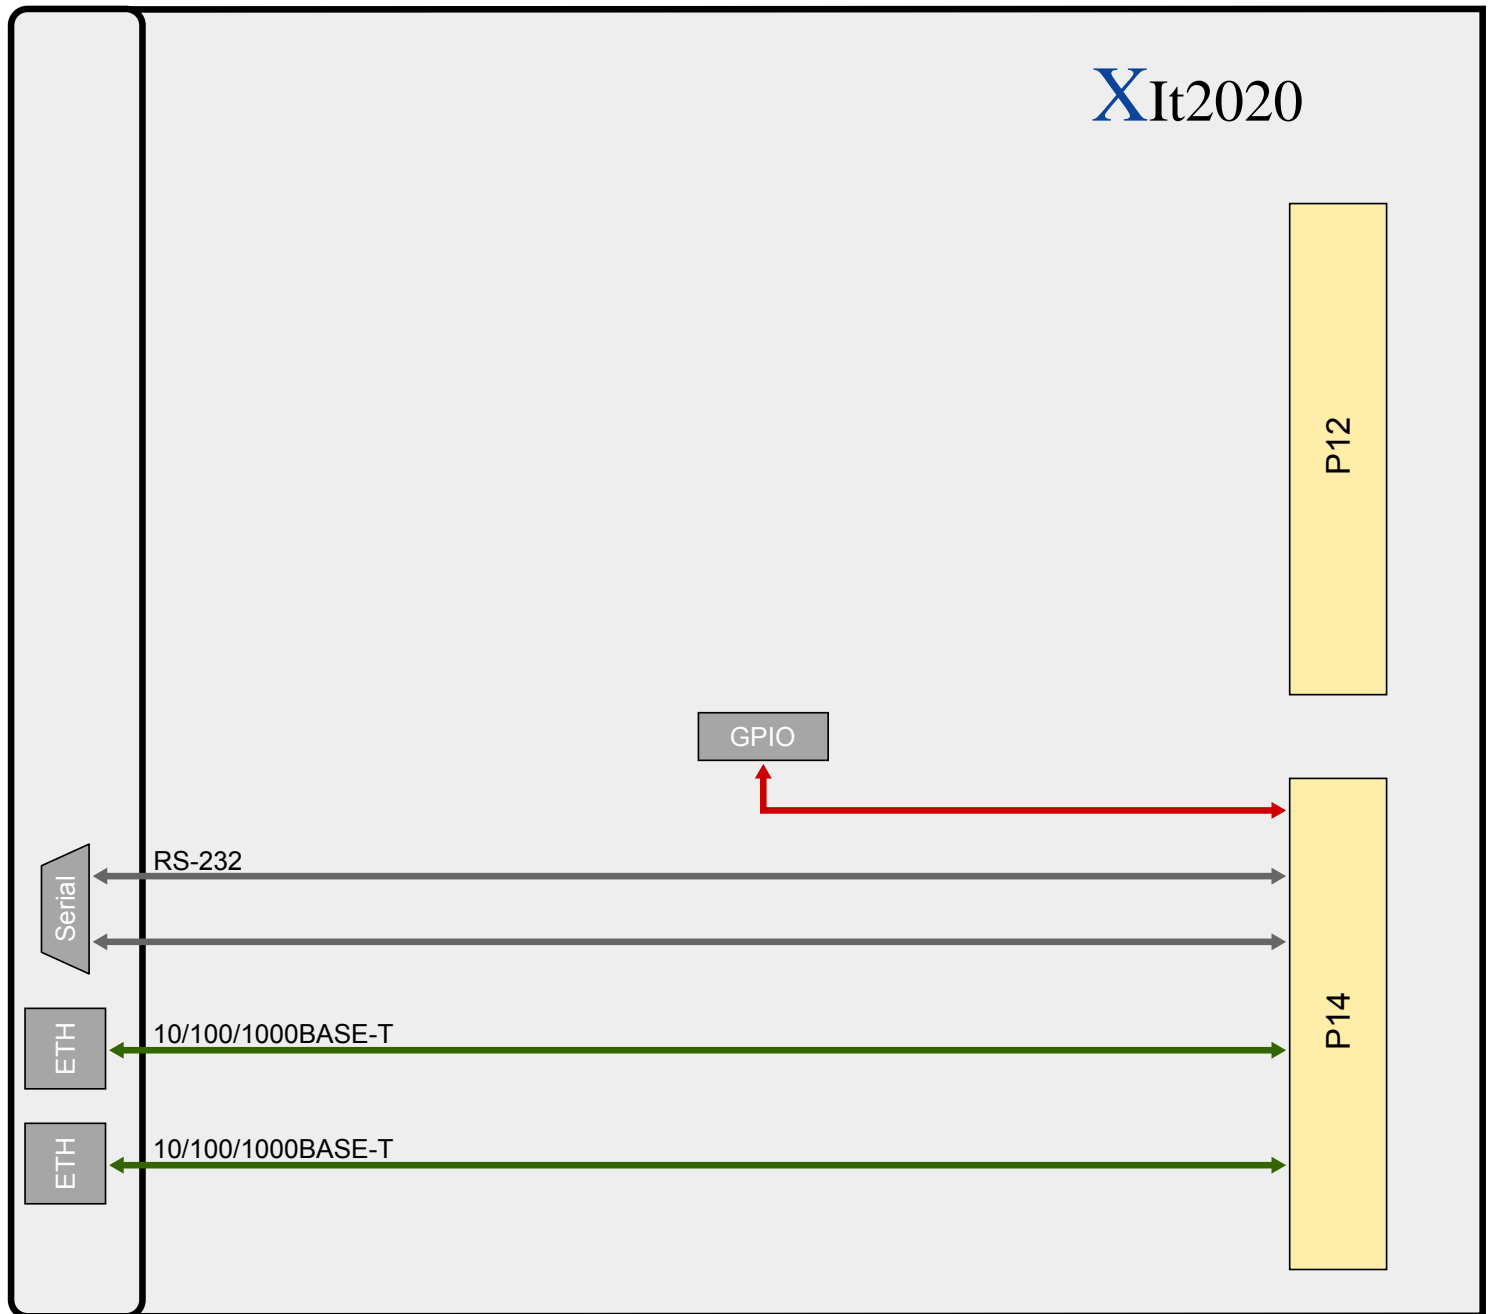 XIt2020
P12
GPIO
RS-232
Serial
P14
10/100/1000BASE-T
ETH
10/100/1000BASE-T
ETH